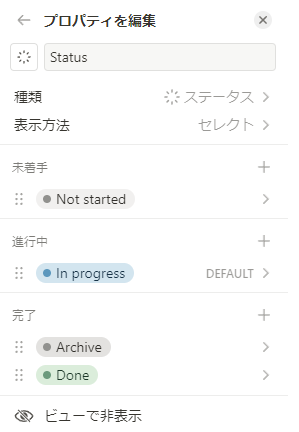 プロパティを編集
Status
種類 ステータス
表示方法 セレクト
未着手
Not started
進行中
In progress DEFAULT
完了
Archive
Done
ビューで非表示